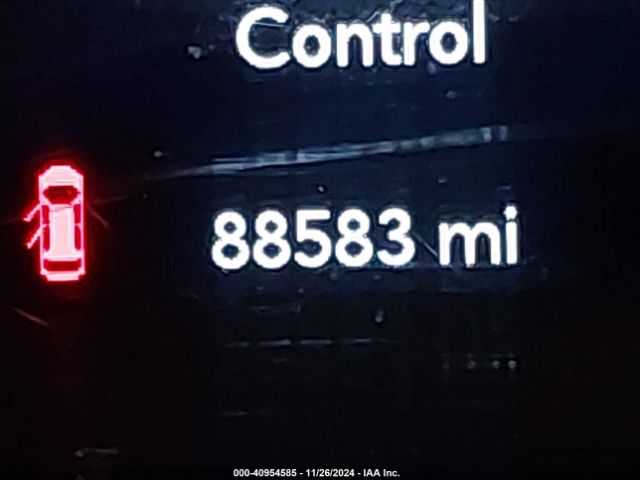 Control
88583 mi
000-40954585 - 11/26/2024 - IAA Inc.